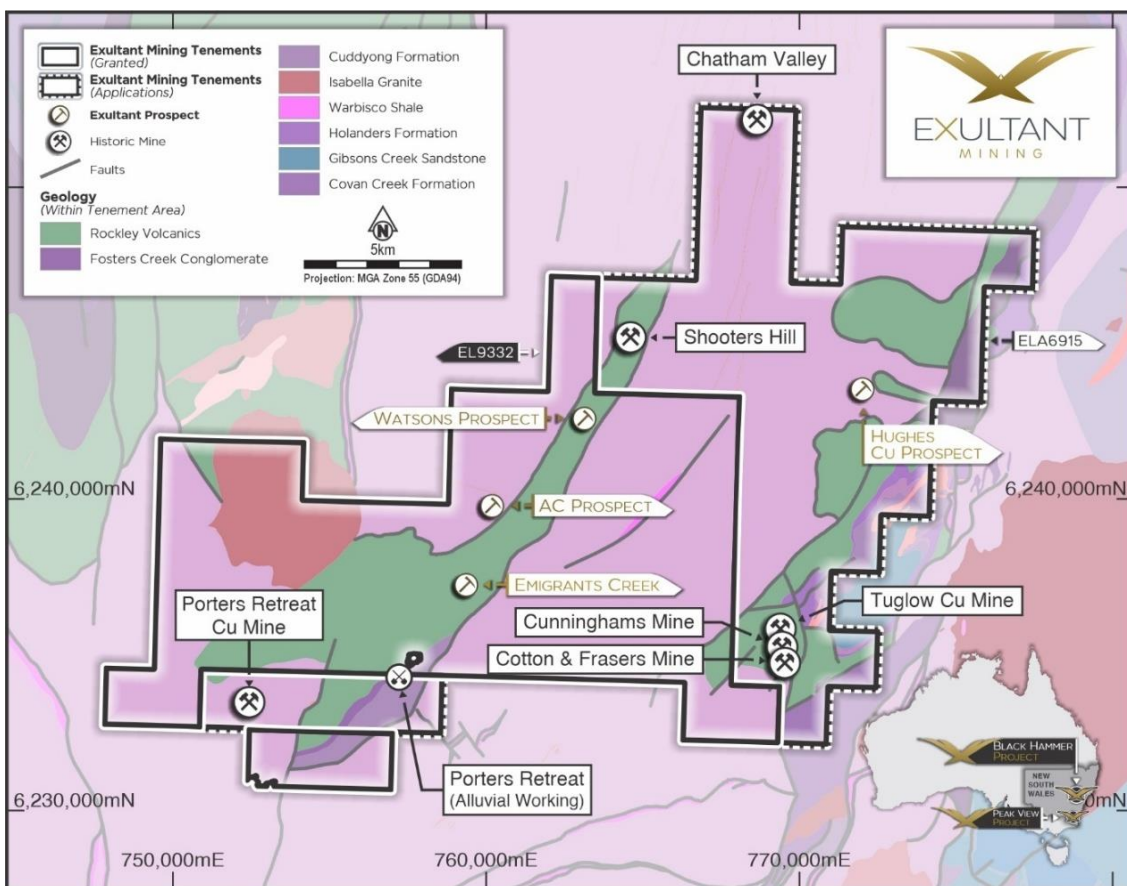 Exultant Mining Tenements
(Granted)
Exultant Mining Tenements
(Applications)
Exultant Prospect
Historic Mine
Faults
Geology
(Within Tenement Area)
Rockley Volcanics
Fosters Creek Conglomerate
Cuddyong Formation
Isabella Granite
Warbisco Shale
Holanders Formation
Gibsons Creek Sandstone
Covan Creek Formation
N
5km
Projection: MGA Zone 55 (GDA94)
EXULTANT
MINING
Chatham Valley
Shooters Hill
EL9332
ELA6915
WATSONS PROSPECT
HUGHES
CU PROSPECT
6,240,000mN
6,240,000mN
AC PROSPECT
EMIGRANTS CREEK
Porters Retreat
Cu Mine
Tuglow Cu Mine
Cunninghams Mine
Cotton & Frasers Mine
Porters Retreat
(Alluvial Working)
BLACK HAMMER
PROJECT
NEW
SOUTH
WALES
PEAK VIEW
PROJECT
6,230,000mN
0mN
750,000mE
760,000mE
770,000mE